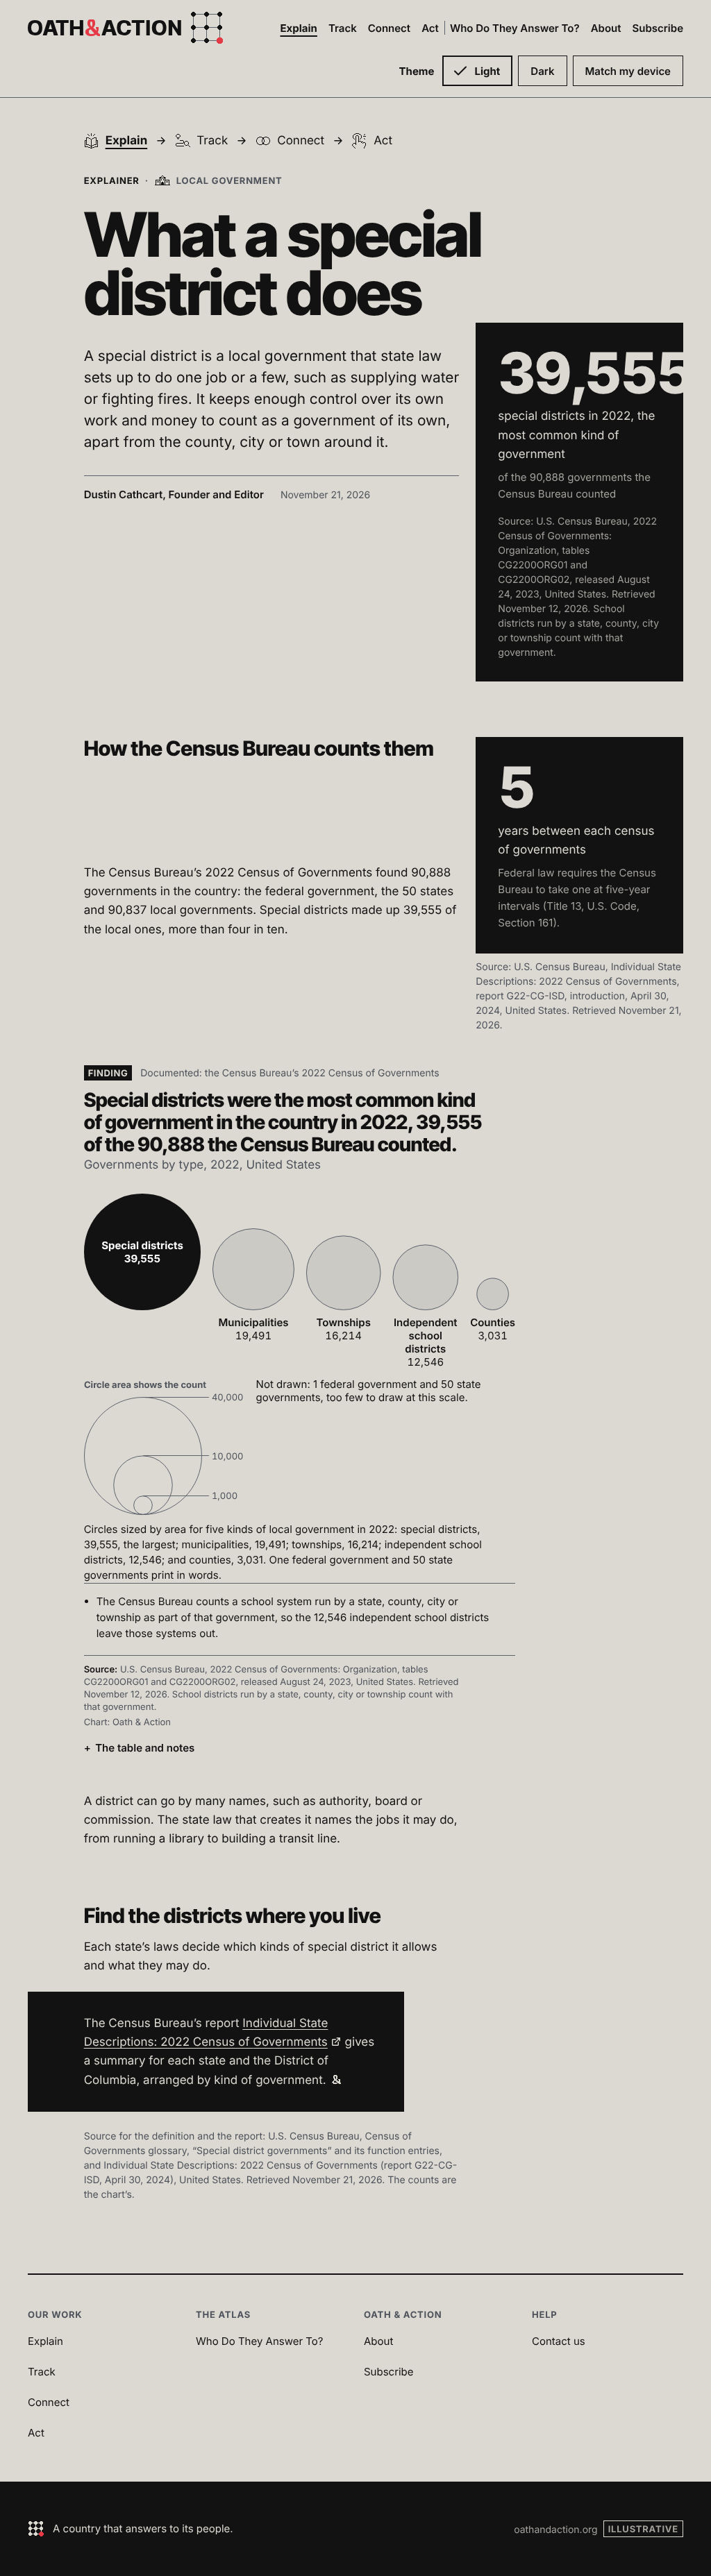 OATH&ACTION
Explain Track Connect Act Who Do They Answer To? About Subscribe
Theme Light Dark Match my device
Explain → Track → Connect → Act
EXPLAINER · LOCAL GOVERNMENT
What a special
district does
A special district is a local government that state law
sets up to do one job or a few, such as supplying water
or fighting fires. It keeps enough control over its own
work and money to count as a government of its own,
apart from the county, city or town around it.
Dustin Cathcart, Founder and Editor November 21, 2026
39,555
special districts in 2022, the
most common kind of
government
of the 90,888 governments the
Census Bureau counted
Source: U.S. Census Bureau, 2022
Census of Governments:
Organization, tables
CG2200ORG01 and
CG2200ORG02, released August
24, 2023, United States. Retrieved
November 12, 2026. School
districts run by a state, county, city
or township count with that
government.
How the Census Bureau counts them
The Census Bureau’s 2022 Census of Governments found 90,888
governments in the country: the federal government, the 50 states
and 90,837 local governments. Special districts made up 39,555 of
the local ones, more than four in ten.
5
years between each census
of governments
Federal law requires the Census
Bureau to take one at five-year
intervals (Title 13, U.S. Code,
Section 161).
Source: U.S. Census Bureau, Individual State
Descriptions: 2022 Census of Governments,
report G22-CG-ISD, introduction, April 30,
2024, United States. Retrieved November 21,
2026.
FINDING Documented: the Census Bureau’s 2022 Census of Governments
Special districts were the most common kind
of government in the country in 2022, 39,555
of the 90,888 the Census Bureau counted.
Governments by type, 2022, United States
Special districts
39,555
Municipalities
19,491
Townships
16,214
Independent
school
districts
12,546
Counties
3,031
Circle area shows the count
40,000
10,000
1,000
Not drawn: 1 federal government and 50 state
governments, too few to draw at this scale.
Circles sized by area for five kinds of local government in 2022: special districts,
39,555, the largest; municipalities, 19,491; townships, 16,214; independent school
districts, 12,546; and counties, 3,031. One federal government and 50 state
governments print in words.
• The Census Bureau counts a school system run by a state, county, city or
township as part of that government, so the 12,546 independent school districts
leave those systems out.
Source: U.S. Census Bureau, 2022 Census of Governments: Organization, tables
CG2200ORG01 and CG2200ORG02, released August 24, 2023, United States. Retrieved
November 12, 2026. School districts run by a state, county, city or township count with
that government.
Chart: Oath & Action
+ The table and notes
A district can go by many names, such as authority, board or
commission. The state law that creates it names the jobs it may do,
from running a library to building a transit line.
Find the districts where you live
Each state’s laws decide which kinds of special district it allows
and what they may do.
The Census Bureau’s report Individual State
Descriptions: 2022 Census of Governments gives
a summary for each state and the District of
Columbia, arranged by kind of government. &
Source for the definition and the report: U.S. Census Bureau, Census of
Governments glossary, “Special district governments” and its function entries,
and Individual State Descriptions: 2022 Census of Governments (report G22-CG-
ISD, April 30, 2024), United States. Retrieved November 21, 2026. The counts are
the chart’s.
OUR WORK
Explain
Track
Connect
Act
THE ATLAS
Who Do They Answer To?
OATH & ACTION
About
Subscribe
HELP
Contact us
A country that answers to its people.
oathandaction.org ILLUSTRATIVE